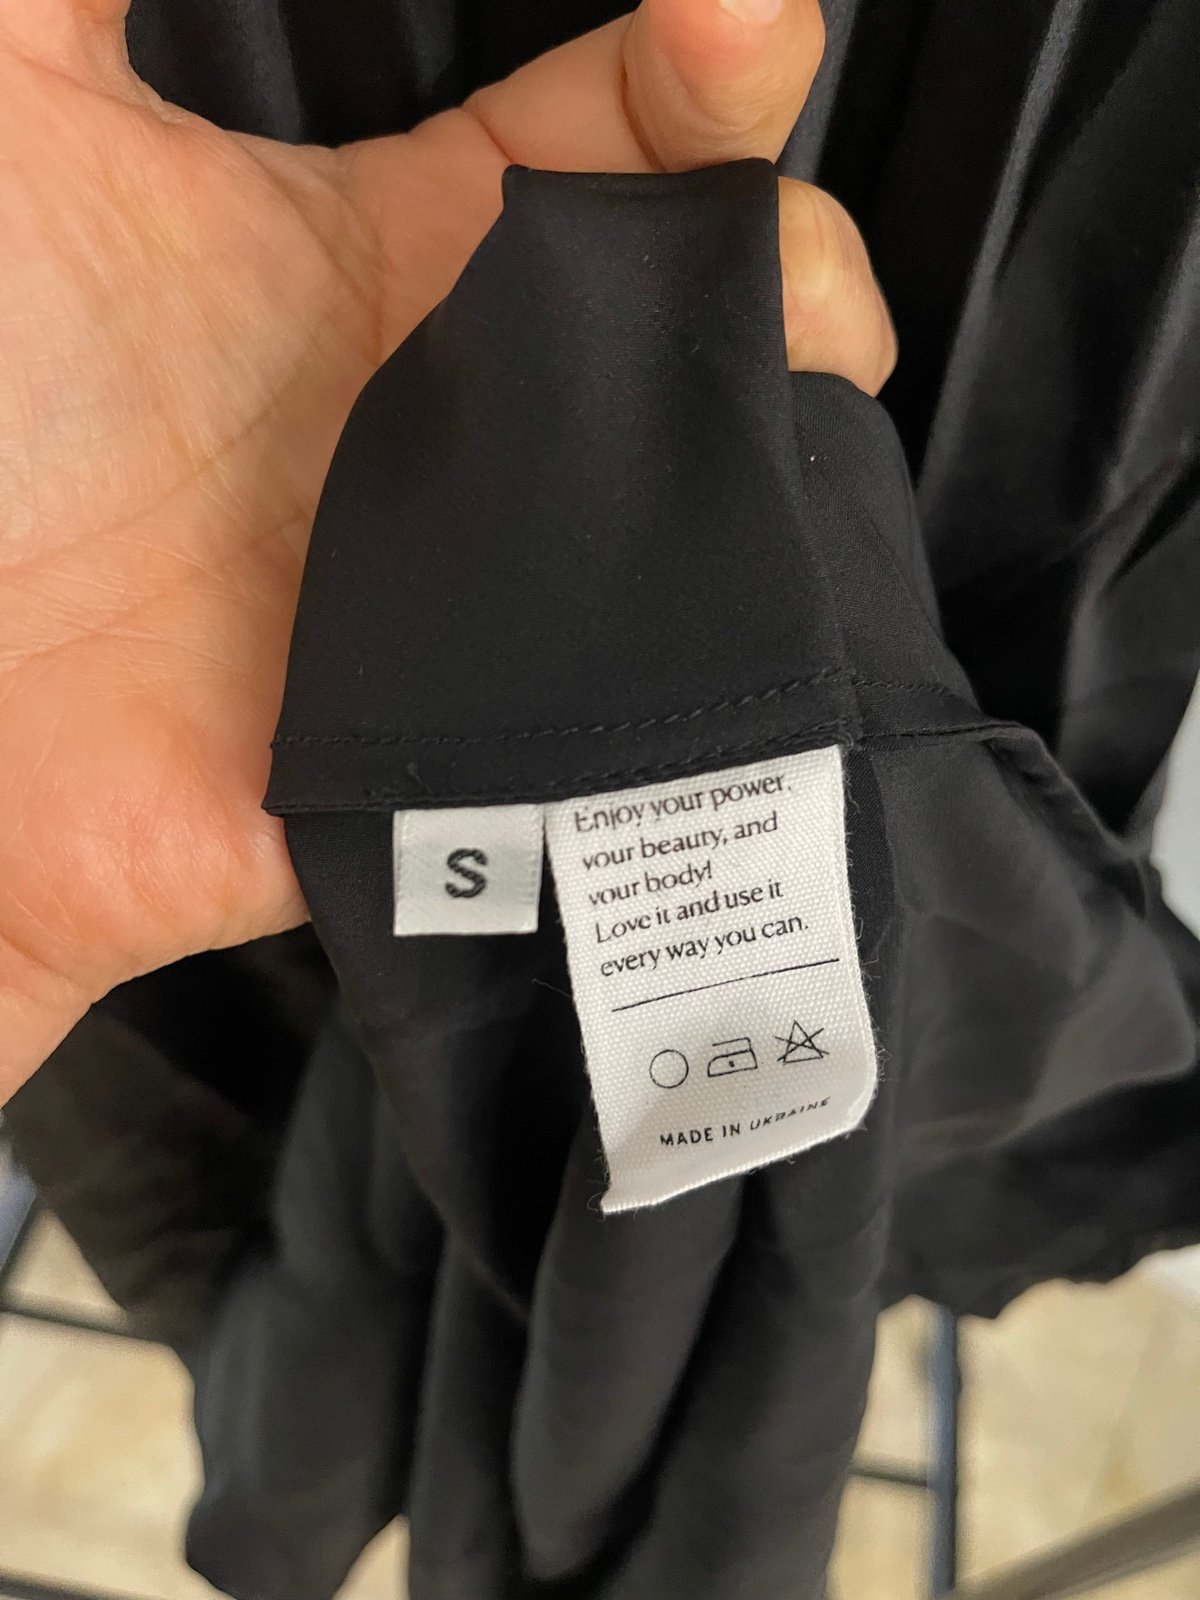 S
Enjoy your power,
your beauty, and
your body!
Love it and use it
every way you can.
MADE IN UKRAINE